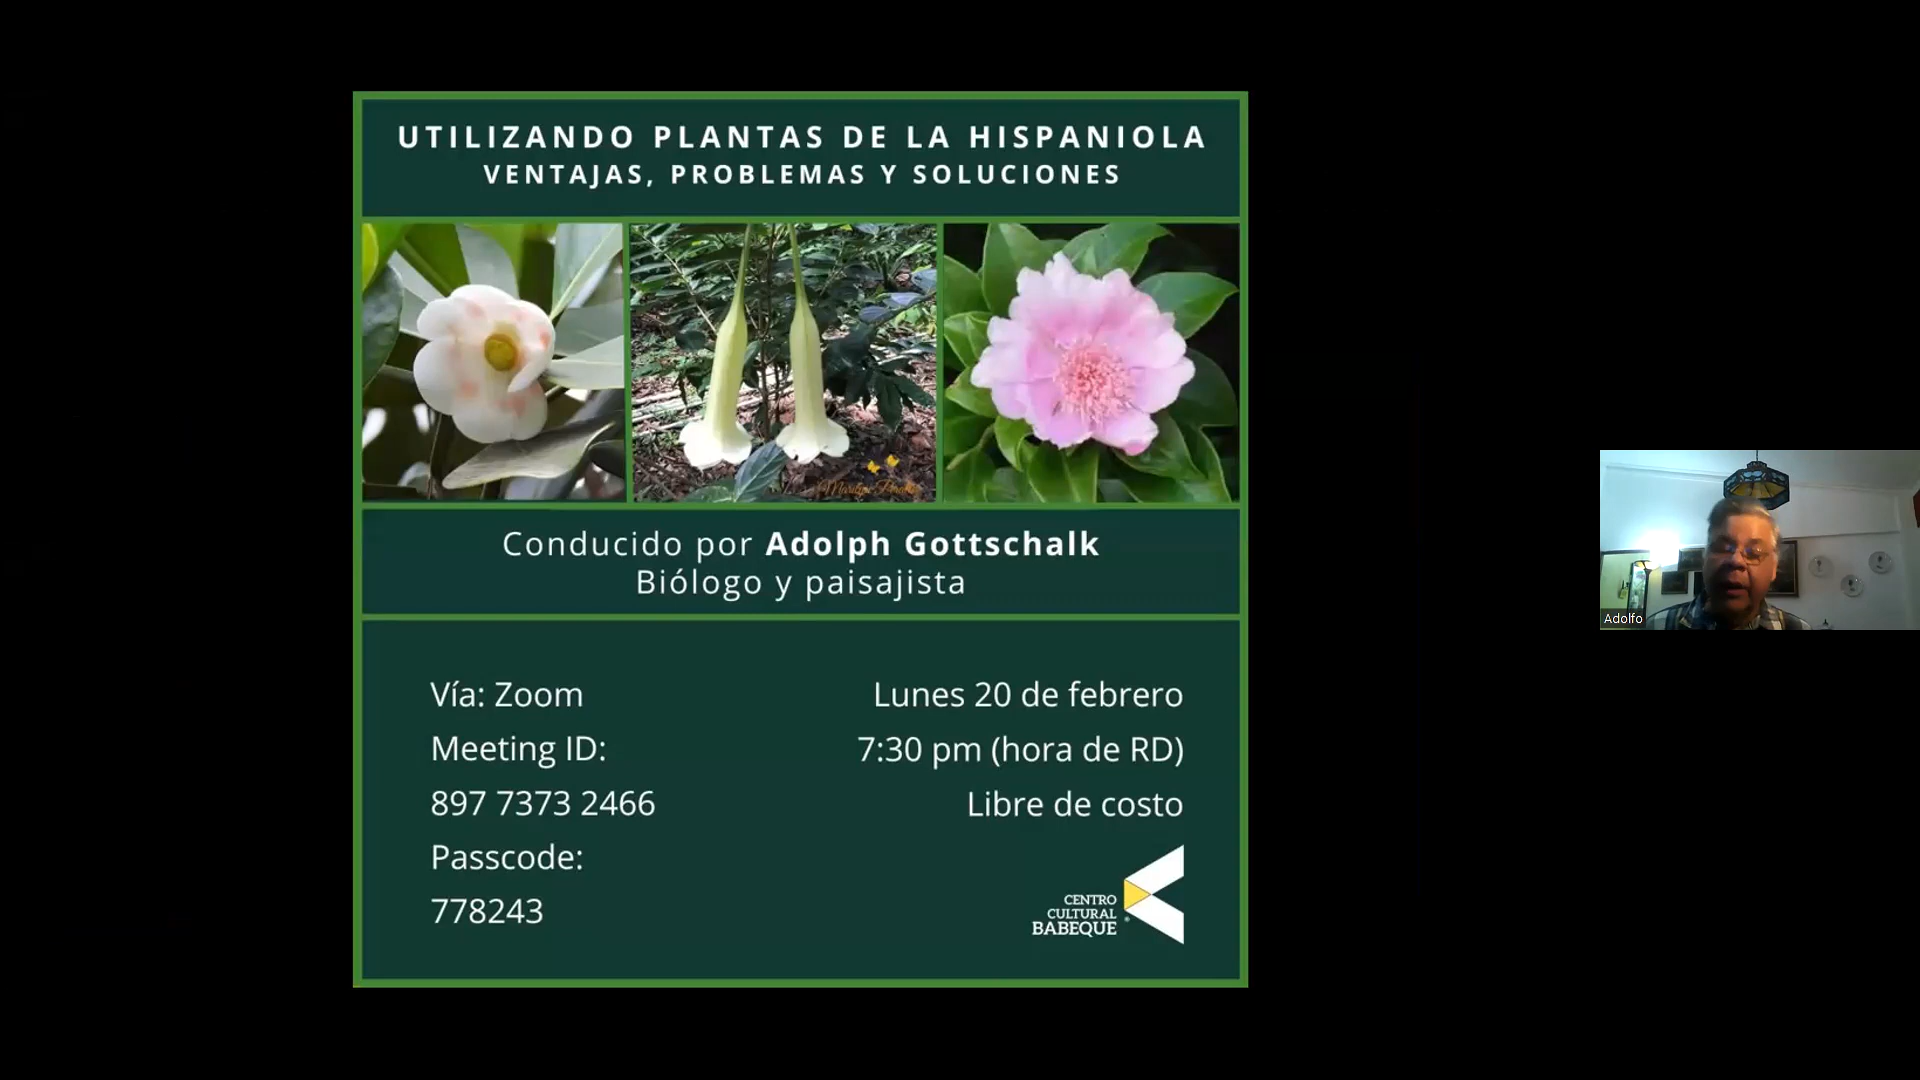 UTILIZANDO PLANTAS DE LA HISPANIOLA
VENTAJAS, PROBLEMAS Y SOLUCIONES
Conducido por Adolph Gottschalk
Biólogo y paisajista
Vía: Zoom
Meeting ID:
897 7373 2466
Passcode:
778243
Lunes 20 de febrero
7:30 pm (hora de RD)
Libre de costo
CENTRO
CULTURAL
BABEQUE
Adolfo